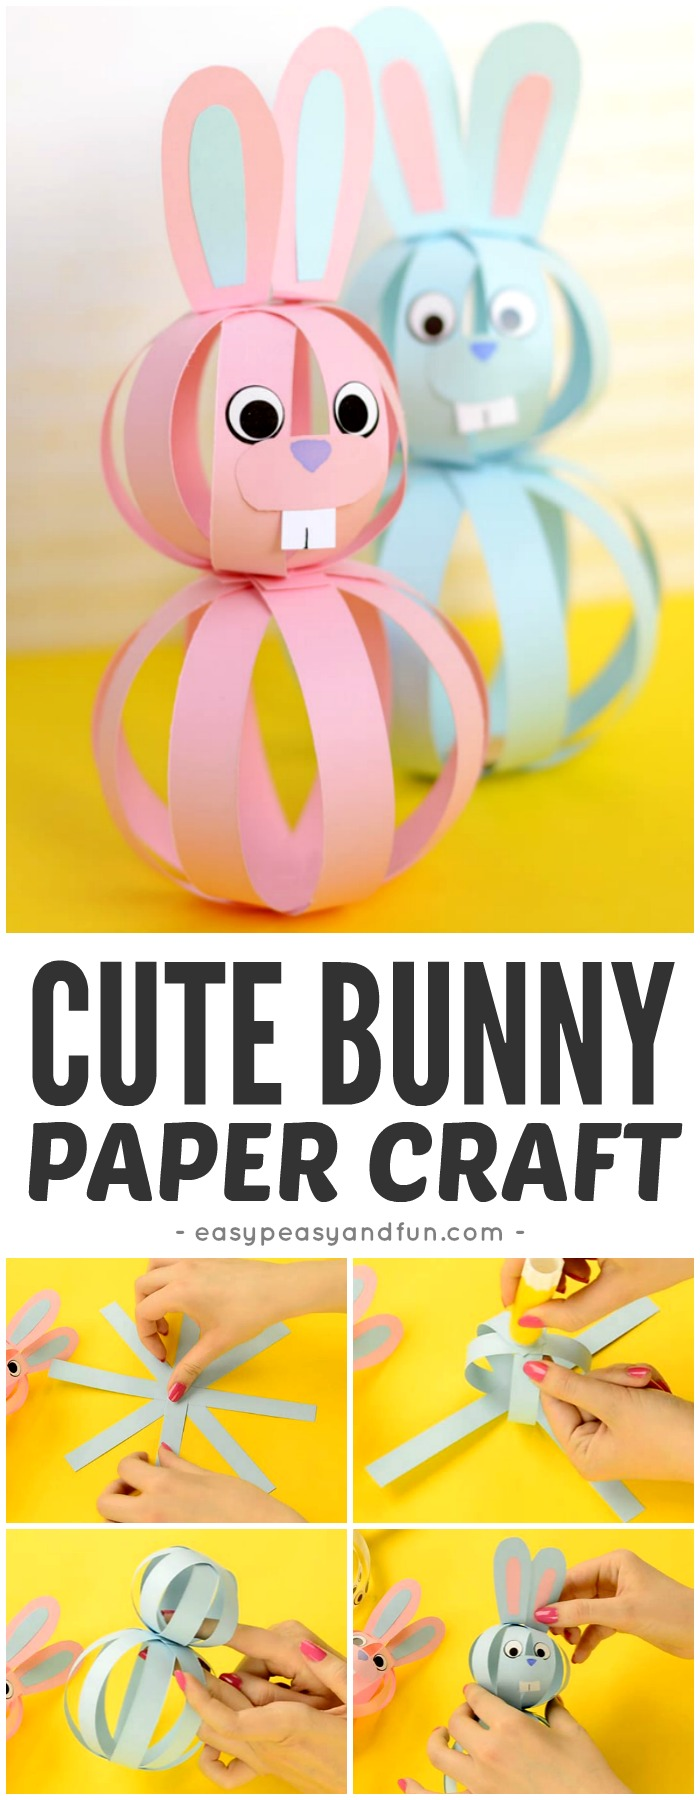 CUTE BUNNY
PAPER CRAFT
- easypeasyandfun.com -